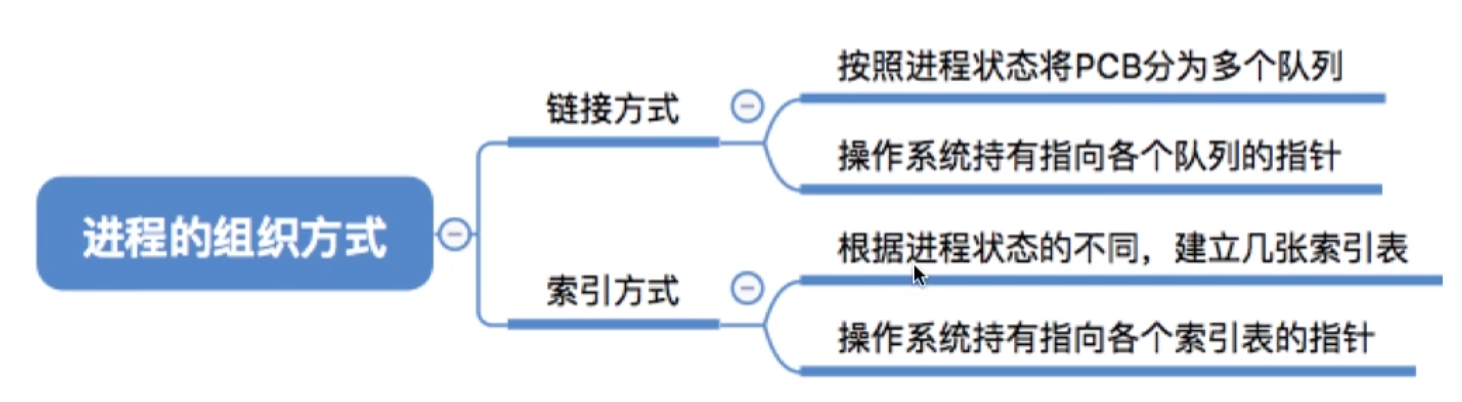 进程的组织方式
链接方式
按照进程状态将PCB分为多个队列
操作系统持有指向各个队列的指针
索引方式
根据进程状态的不同，建立几张索引表
操作系统持有指向各个索引表的指针